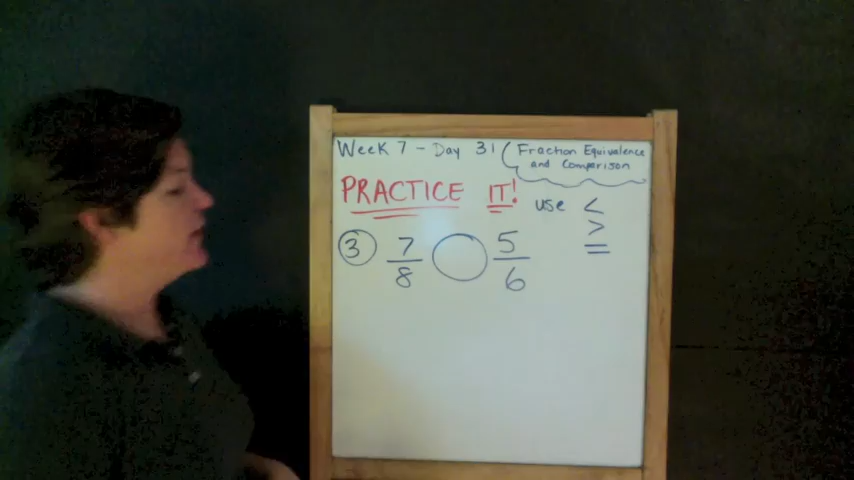 Week 7 - Day 31 Fraction Equivalence
and Comparison
PRACTICE IT! use <
>
=
3 7/8 5/6